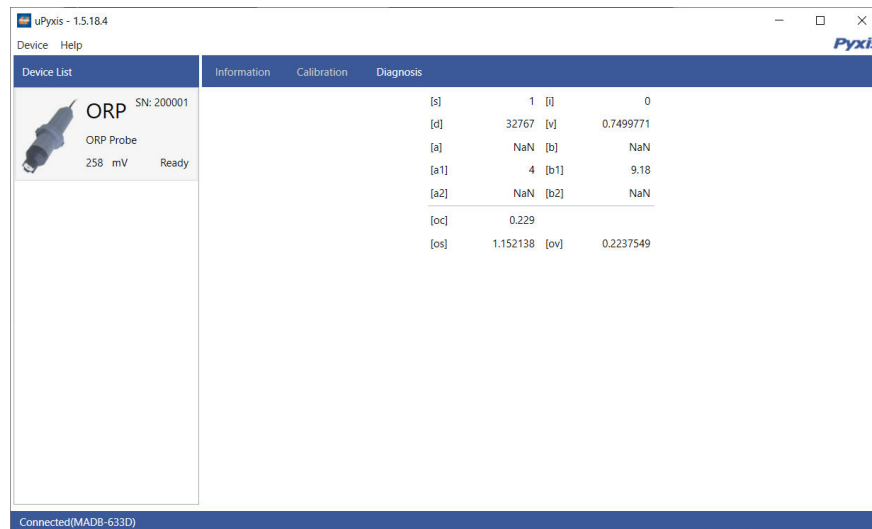 uPyxis - 1.5.18.4
Device Help
Pyxis
Device List
Information Calibration Diagnosis
ORP SN: 200001
ORP Probe
258 mV Ready
[s] 1 [i] 0
[d] 32767 [v] 0.7499771
[a] NaN [b] NaN
[a1] 4 [b1] 9.18
[a2] NaN [b2] NaN
[oc] 0.229
[os] 1.152138 [ov] 0.2237549
Connected(MADB-633D)